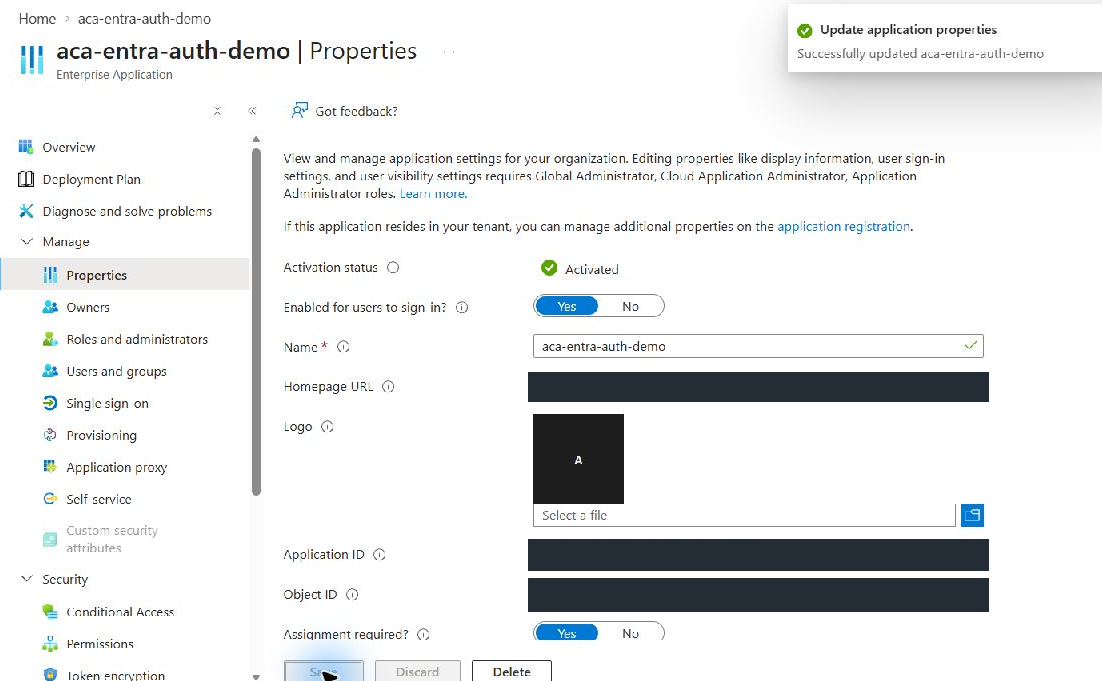 Home > aca-entra-auth-demo
aca-entra-auth-demo | Properties ...
Enterprise Application
Update application properties
Successfully updated aca-entra-auth-demo
Got feedback?
Overview
Deployment Plan
Diagnose and solve problems
Manage
Properties
Owners
Roles and administrators
Users and groups
Single sign-on
Provisioning
Application proxy
Self-service
Custom security
attributes
Security
Conditional Access
Permissions
Token encryption
View and manage application settings for your organization. Editing properties like display information, user sign-in
settings, and user visibility settings requires Global Administrator, Cloud Application Administrator, Application
Administrator roles. Learn more.
If this application resides in your tenant, you can manage additional properties on the application registration.
Activation status
Activated
Enabled for users to sign-in?
Yes No
Name *
aca-entra-auth-demo
Homepage URL
Logo
A
Select a file
Application ID
Object ID
Assignment required?
Yes No
Save Discard Delete